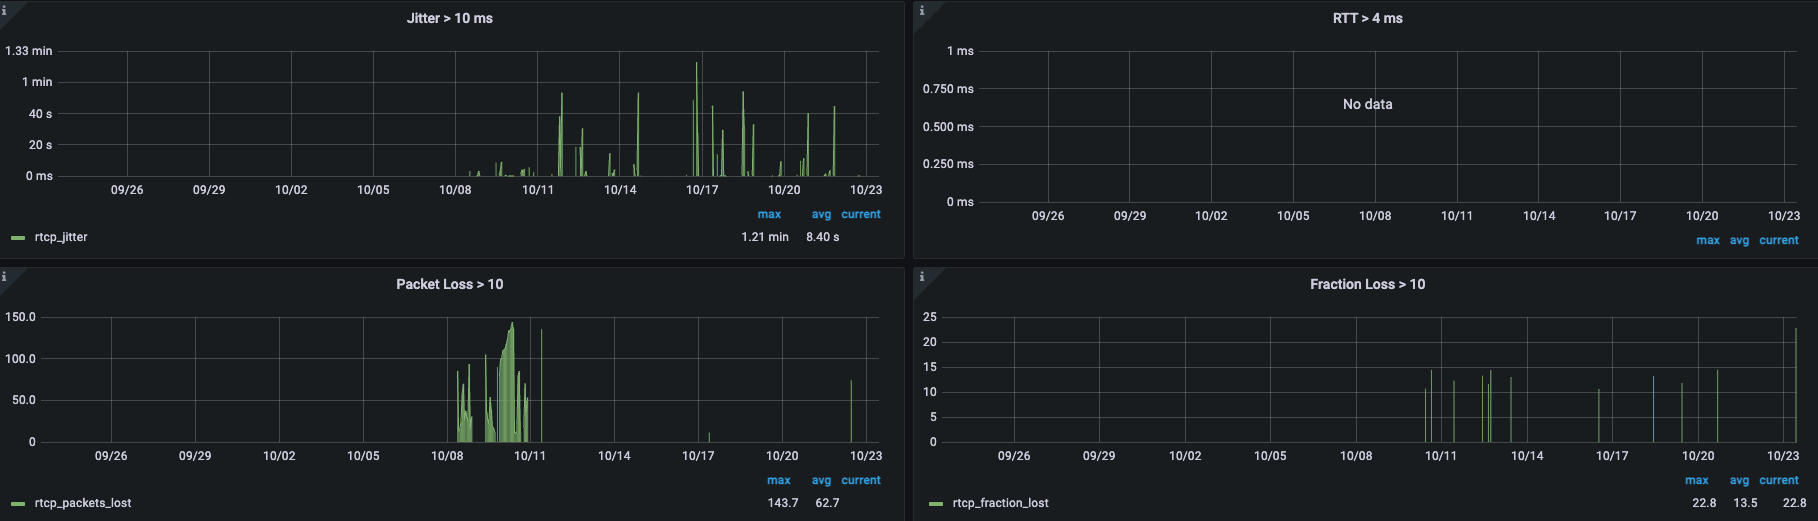 Jitter > 10 ms
1.33 min
1 min
40 s
20 s
0 ms
09/26 09/29 10/02 10/05 10/08 10/11 10/14 10/17 10/20 10/23
max avg current
rtcp_jitter 1.21 min 8.40 s
RTT > 4 ms
1 ms
0.750 ms
No data
0.500 ms
0.250 ms
0 ms
09/26 09/29 10/02 10/05 10/08 10/11 10/14 10/17 10/20 10/23
max avg current
Packet Loss > 10
150.0
100.0
50.0
0
09/26 09/29 10/02 10/05 10/08 10/11 10/14 10/17 10/20 10/23
max avg current
rtcp_packets_lost 143.7 62.7
Fraction Loss > 10
25
20
15
10
5
0
09/26 09/29 10/02 10/05 10/08 10/11 10/14 10/17 10/20 10/23
max avg current
rtcp_fraction_lost 22.8 13.5 22.8